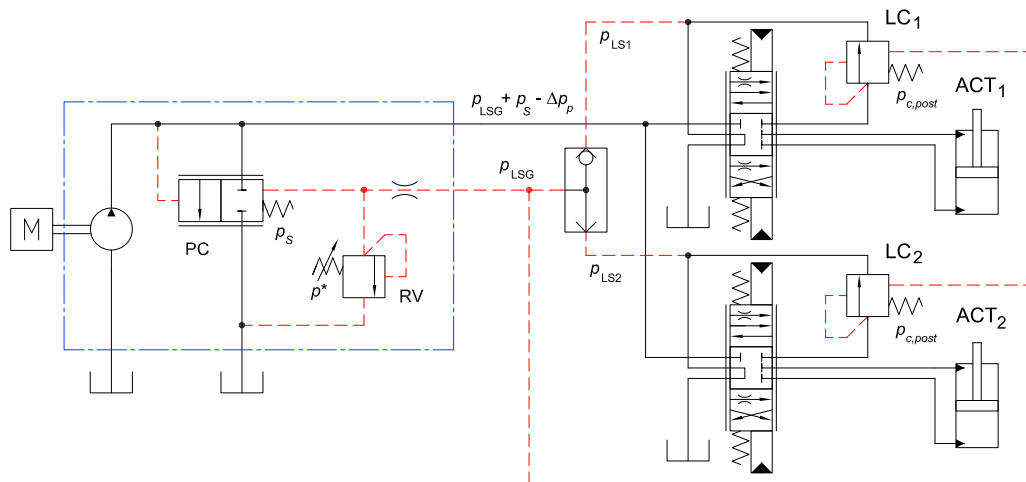 LC1
pLS1
pc,post
ACT1
pLSG + pS - Δpp
pLSG
M
PC
pS
p*
RV
pLS2
LC2
pc,post
ACT2